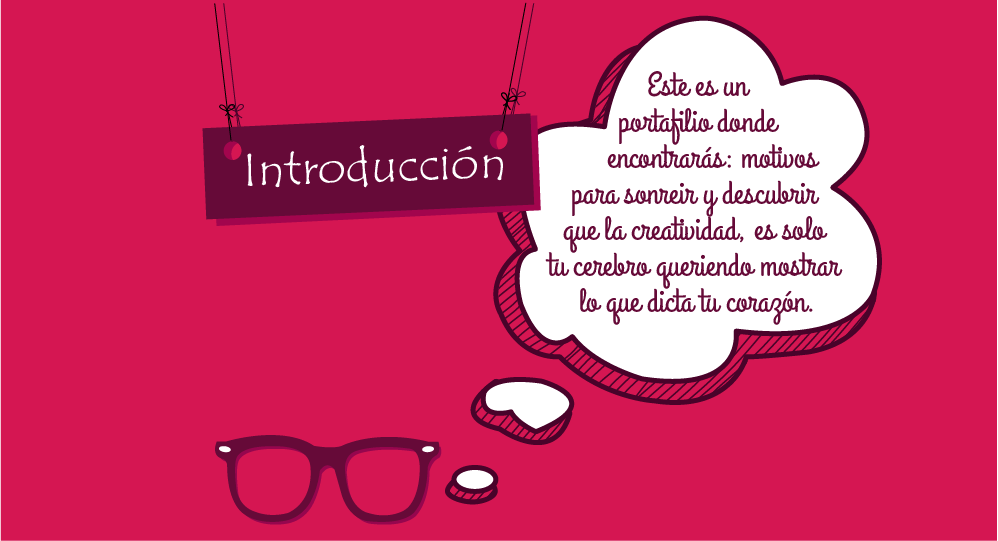 Introducción
Este es un
portafilio donde
encontrarás: motivos
para sonreir y descubrir
que la creatividad, es solo
tu cerebro queriendo mostrar
lo que dicta tu corazón.